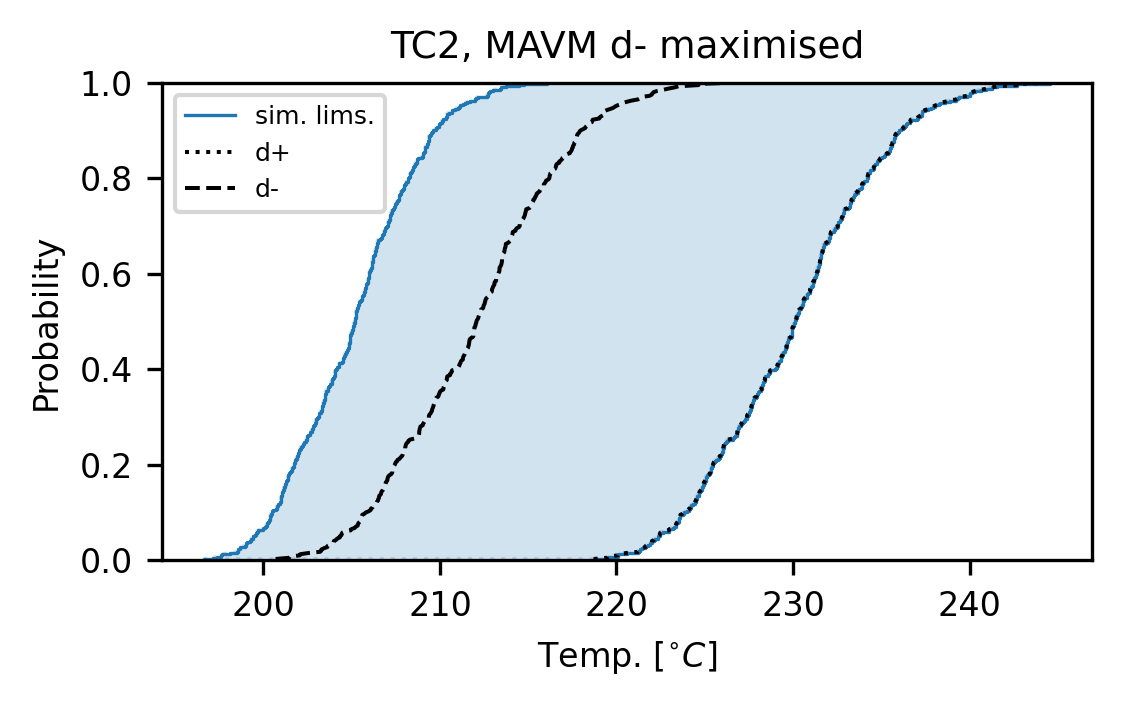 TC2, MAVM d- maximised
1.0
0.8
0.6
0.4
0.2
0.0
Probability
sim. lims.
d+
d-
200 210 220 230 240
Temp. [°C]